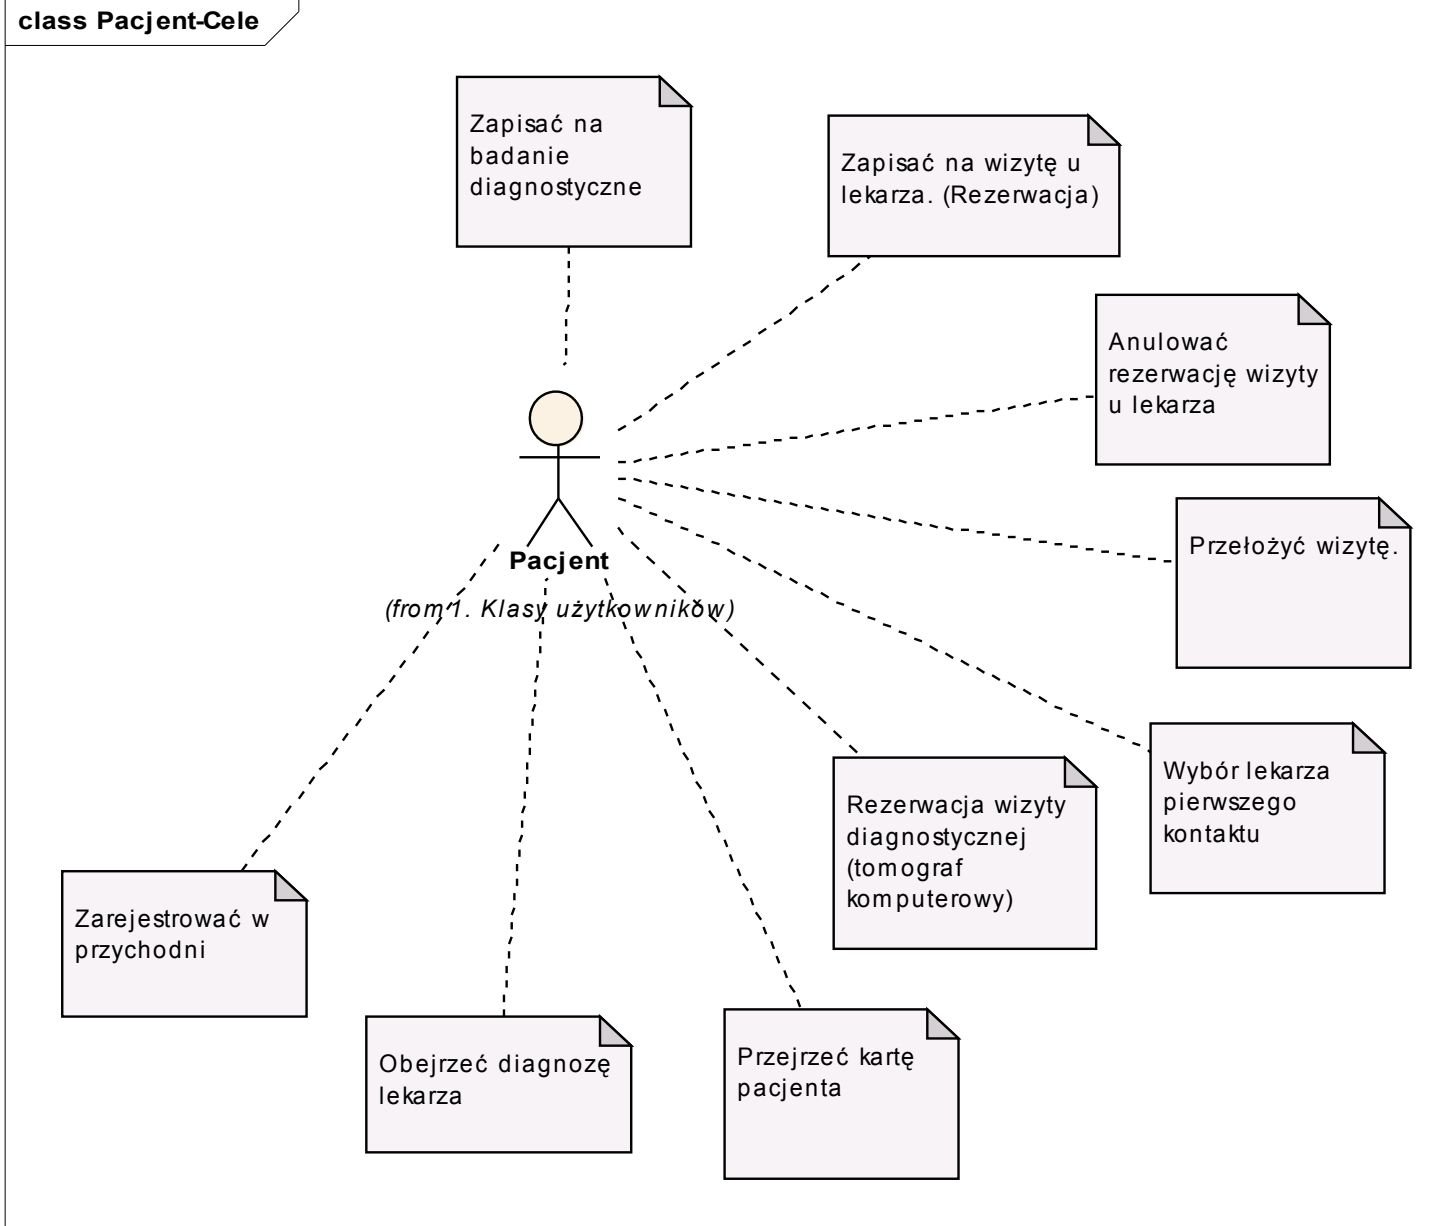 class Pacjent-Cele
Zapisać na
badanie
diagnostyczne
Zapisać na wizytę u
lekarza. (Rezerwacja)
Anulować
rezerwację wizyty
u lekarza
Przełożyć wizytę.
Pacjent
(from 1. Klasy użytkowników)
Wybór lekarza
pierwszego
kontaktu
Rezerwacja wizyty
diagnostycznej
(tomograf
komputerowy)
Zarejestrować w
przychodni
Obejrzeć diagnozę
lekarza
Przejrzeć kartę
pacjenta